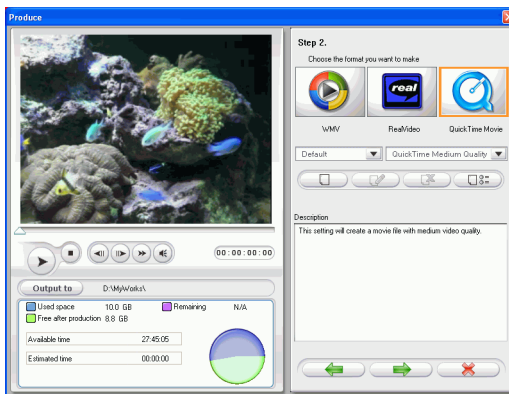 Produce
Step 2.
Choose the format you want to make
real
WMV
RealVideo
QuickTime Movie
Default
QuickTime Medium Quality
Description
This setting will create a movie file with medium video quality.
00:00:00:00
Output to
D:\MyWorks\
Used space 10.0 GB Remaining N/A
Free after production 8.8 GB
Available time 27:45:05
Estimated time 00:00:00